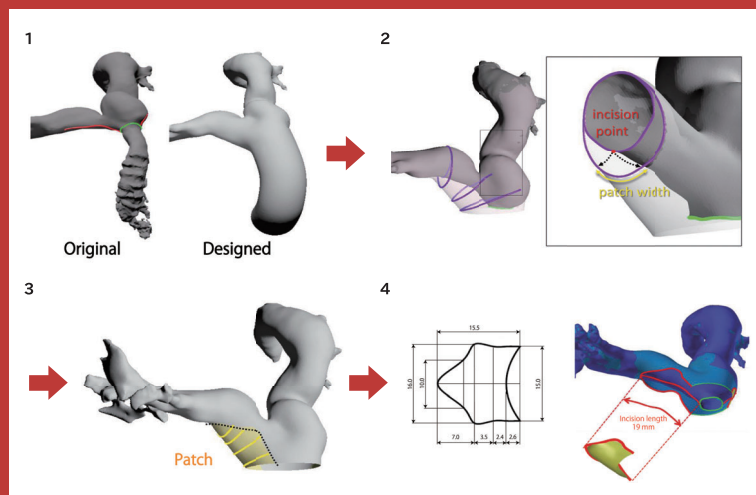 1
Original
Designed
2
incision
point
patch width
3
Patch
4
15.5
16.0
10.0
15.0
7.0
3.5
2.4
2.6
Incision length
19 mm